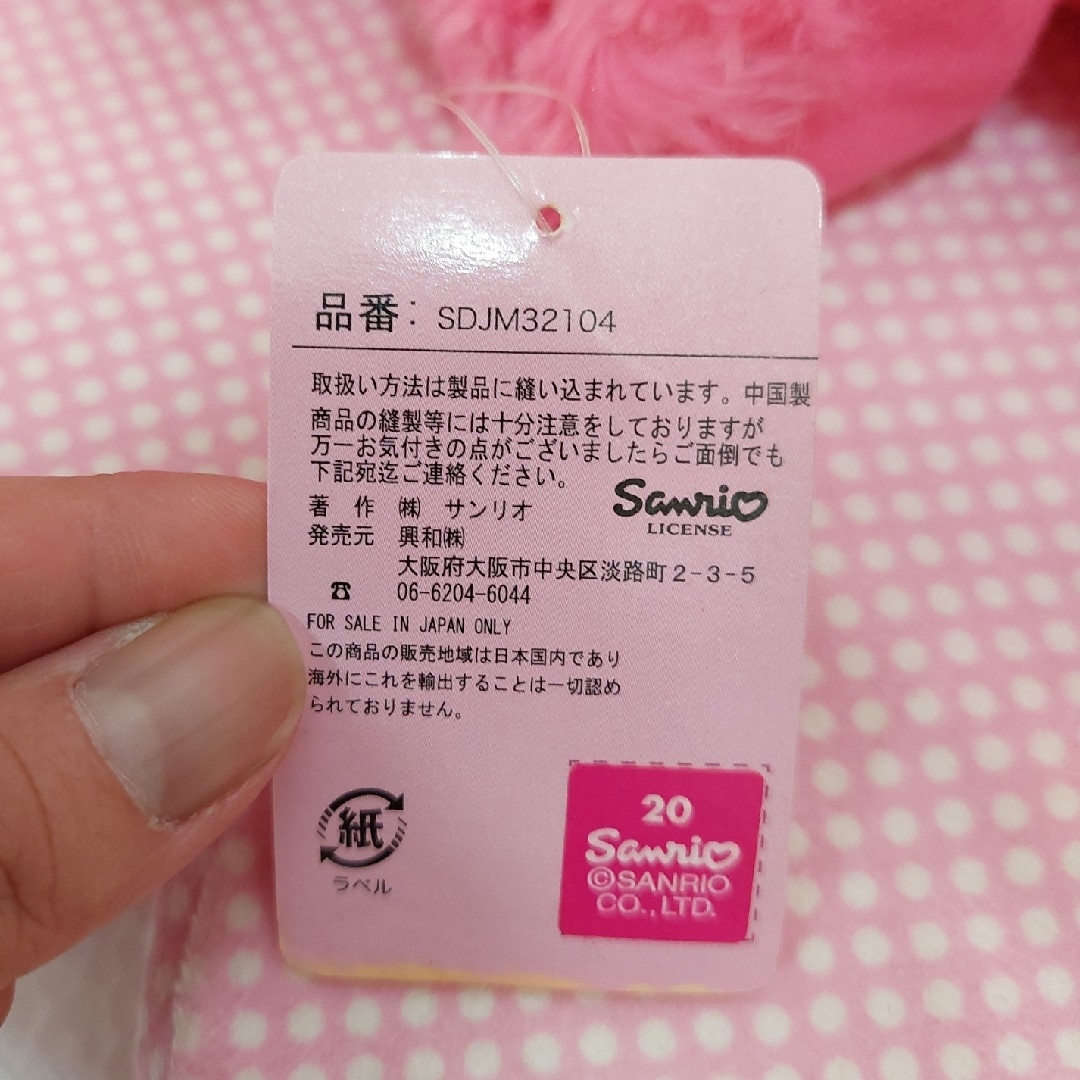 品番: SDJM32104
取扱い方法は製品に縫い込まれています。中国製
商品の縫製等には十分注意をしておりますが
万一お気付きの点がございましたらご面倒でも
下記宛迄ご連絡ください。
Sanrio
LICENSE
著 作 ㈱ サンリオ
発売元 興和㈱
大阪府大阪市中央区淡路町2-3-5
☎ 06-6204-6044
FOR SALE IN JAPAN ONLY
この商品の販売地域は日本国内であり
海外にこれを輸出することは一切認め
られておりません。
紙
ラベル
20
Sanrio
©SANRIO
CO.,LTD.